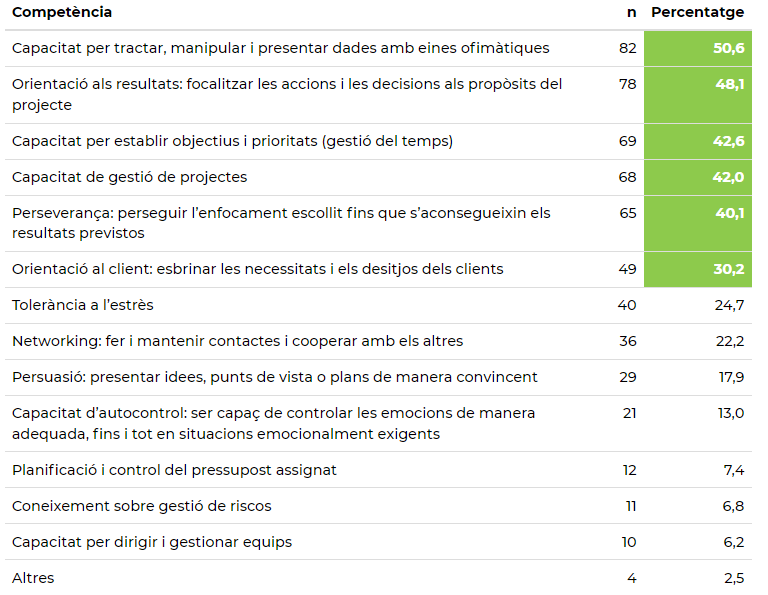 Competència n Percentatge
Capacitat per tractar, manipular i presentar dades amb eines ofimàtiques 82 50,6
Orientació als resultats: focalitzar les accions i les decisions als propòsits del 78 48,1
projecte
Capacitat per establir objectius i prioritats (gestió del temps) 69 42,6
Capacitat de gestió de projectes 68 42,0
Perseverança: perseguir l’enfocament escollit fins que s’aconsegueixin els 65 40,1
resultats previstos
Orientació al client: esbrinar les necessitats i els desitjos dels clients 49 30,2
Tolerància a l’estrès 40 24,7
Networking: fer i mantenir contactes i cooperar amb els altres 36 22,2
Persuasió: presentar idees, punts de vista o plans de manera convincent 29 17,9
Capacitat d’autocontrol: ser capaç de controlar les emocions de manera 21 13,0
adequada, fins i tot en situacions emocionalment exigents
Planificació i control del pressupost assignat 12 7,4
Coneixement sobre gestió de riscos 11 6,8
Capacitat per dirigir i gestionar equips 10 6,2
Altres 4 2,5